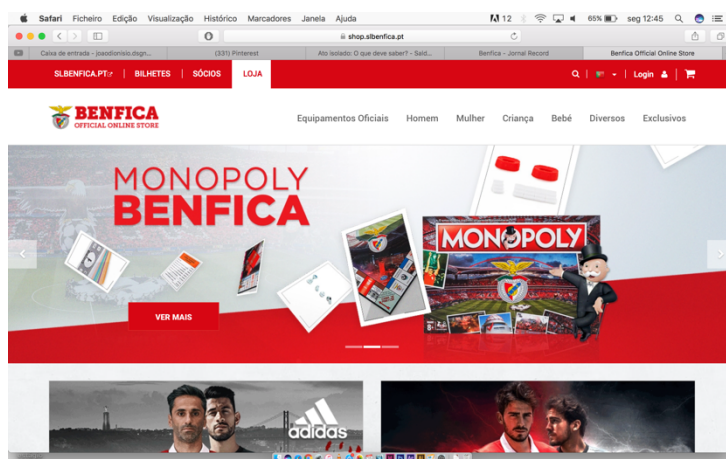 Safari Ficheiro Edição Visualização Histórico Marcadores Janela Ajuda 12 65% seg 12:45
shop.slbenfica.pt
Caixa de entrada - joaodionisio.dsgn... (331) Pinterest Ato isolado: O que deve saber? - Sald... Benfica - Jornal Record Benfica Official Online Store
SLBENFICA.PT | BILHETES | SÓCIOS LOJA Login
BENFICA
OFFICIAL ONLINE STORE
Equipamentos Oficiais Homem Mulher Criança Bebé Diversos Exclusivos
MONOPOLY
BENFICA
MONOPOLY
VER MAIS
adidas